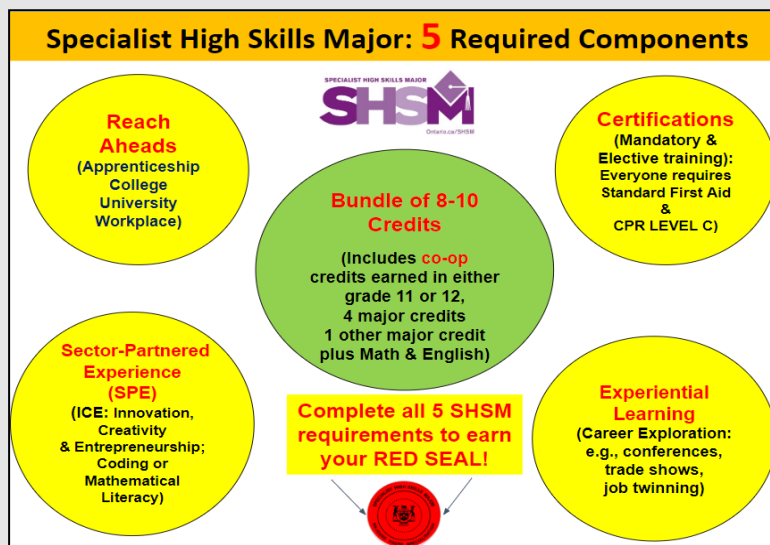 Specialist High Skills Major: 5 Required Components
SPECIALIST HIGH SKILLS MAJOR
SHSM
Ontario.ca/SHSM
Reach
Aheads
(Apprenticeship
College
University
Workplace)
Certifications
(Mandatory &
Elective training):
Everyone requires
Standard First Aid
&
CPR LEVEL C)
Bundle of 8-10
Credits
(Includes co-op
credits earned in either
grade 11 or 12,
4 major credits
1 other major credit
plus Math & English)
Sector-Partnered
Experience
(SPE)
(ICE: Innovation,
Creativity
& Entrepreneurship;
Coding or
Mathematical
Literacy)
Experiential
Learning
(Career Exploration:
e.g., conferences,
trade shows,
job twinning)
Complete all 5 SHSM
requirements to earn
your RED SEAL!
SPECIALIST HIGH SKILLS MAJOR